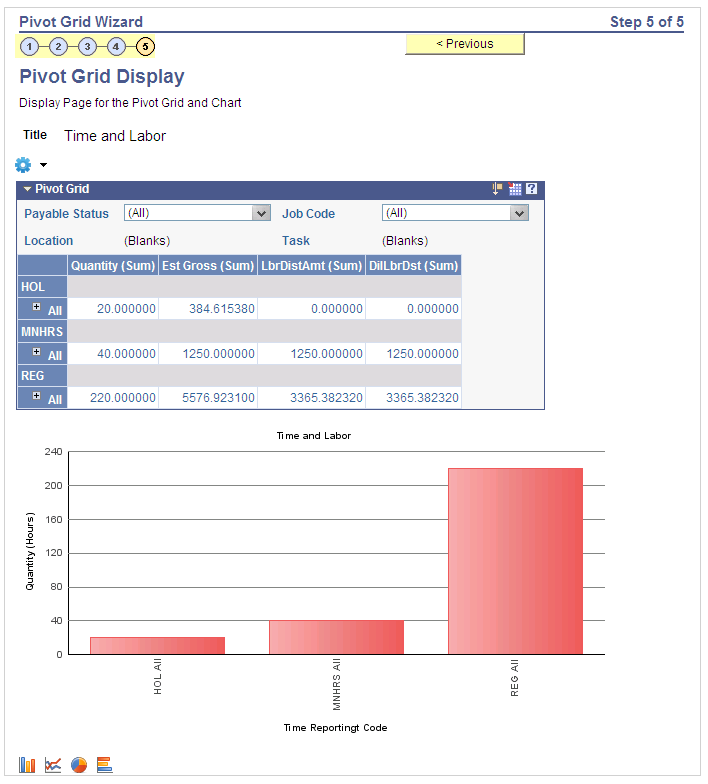 Pivot Grid Wizard Step 5 of 5
1 2 3 4 5 < Previous
Pivot Grid Display
Display Page for the Pivot Grid and Chart
Title Time and Labor
Pivot Grid ?
Payable Status (All) Job Code (All)
Location (Blanks) Task (Blanks)
Quantity (Sum) Est Gross (Sum) LbrDistAmt (Sum) DilLbrDst (Sum)
HOL
All 20.000000 384.615380 0.000000 0.000000
MNHRS
All 40.000000 1250.000000 1250.000000 1250.000000
REG
All 220.000000 5576.923100 3365.382320 3365.382320
Time and Labor
240
200
160
120
80
40
0
Quantity (Hours)
HOL All
MNHRS All
REG All
Time Reportingt Code